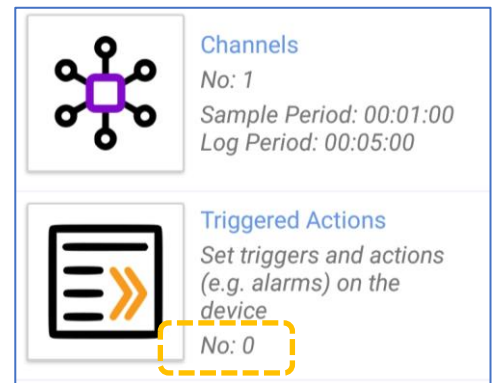 Channels
No: 1
Sample Period: 00:01:00
Log Period: 00:05:00
Triggered Actions
Set triggers and actions
(e.g. alarms) on the
device
No: 0